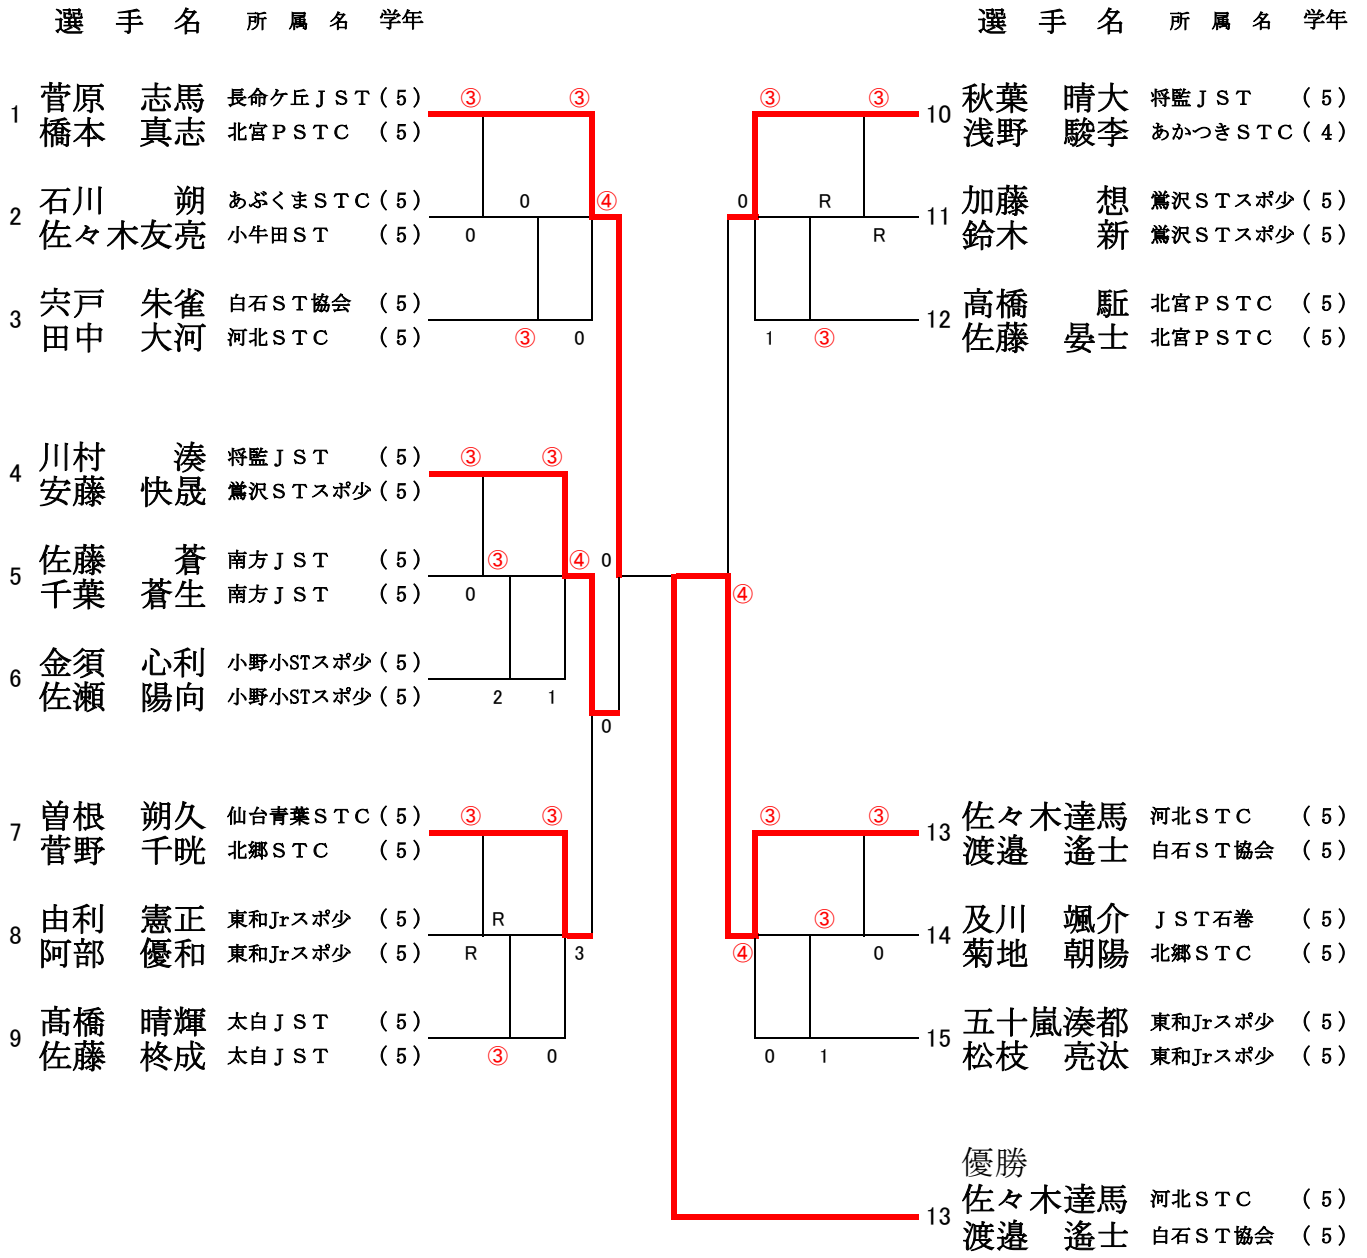 選 手 名 所 属 名 学年
1 菅原 志馬 長命ケ丘ＪＳＴ ( 5 ) ③ ③
橋本 真志 北宮ＰＳＴＣ ( 5 )
2 石川 朔 あぶくまＳＴＣ ( 5 ) 0 ④
佐々木友亮 小牛田ＳＴ ( 5 ) 0
3 宍戸 朱雀 白石ＳＴ協会 ( 5 )
田中 大河 河北ＳＴＣ ( 5 ) ③ 0
4 川村 湊 将監ＪＳＴ ( 5 ) ③ ③
安藤 快晟 鶯沢ＳＴスポ少 ( 5 )
5 佐藤 蒼 南方ＪＳＴ ( 5 ) ③ ④ 0
千葉 蒼生 南方ＪＳＴ ( 5 ) 0
6 金須 心利 小野小STスポ少 ( 5 )
佐瀬 陽向 小野小STスポ少 ( 5 ) 2 1
0
7 曽根 朔久 仙台青葉ＳＴＣ ( 5 ) ③ ③
菅野 千晄 北郷ＳＴＣ ( 5 )
8 由利 憲正 東和Jrスポ少 ( 5 ) R
阿部 優和 東和Jrスポ少 ( 5 ) R 3
9 髙橋 晴輝 太白ＪＳＴ ( 5 )
佐藤 柊成 太白ＪＳＴ ( 5 ) ③ 0
選 手 名 所 属 名 学年
③ ③ 10 秋葉 晴大 将監ＪＳＴ ( 5 )
浅野 駿李 あかつきＳＴＣ ( 4 )
0 R 11 加藤 想 鶯沢ＳＴスポ少 ( 5 )
R 鈴木 新 鶯沢ＳＴスポ少 ( 5 )
12 高橋 駈 北宮ＰＳＴＣ ( 5 )
1 ③ 佐藤 晏士 北宮ＰＳＴＣ ( 5 )
④
③ ③ 13 佐々木達馬 河北ＳＴＣ ( 5 )
渡邉 遙士 白石ＳＴ協会 ( 5 )
③ 14 及川 颯介 ＪＳＴ石巻 ( 5 )
④ 0 菊地 朝陽 北郷ＳＴＣ ( 5 )
15 五十嵐湊都 東和Jrスポ少 ( 5 )
0 1 松枝 亮汰 東和Jrスポ少 ( 5 )
優勝
13 佐々木達馬 河北ＳＴＣ ( 5 )
渡邉 遙士 白石ＳＴ協会 ( 5 )